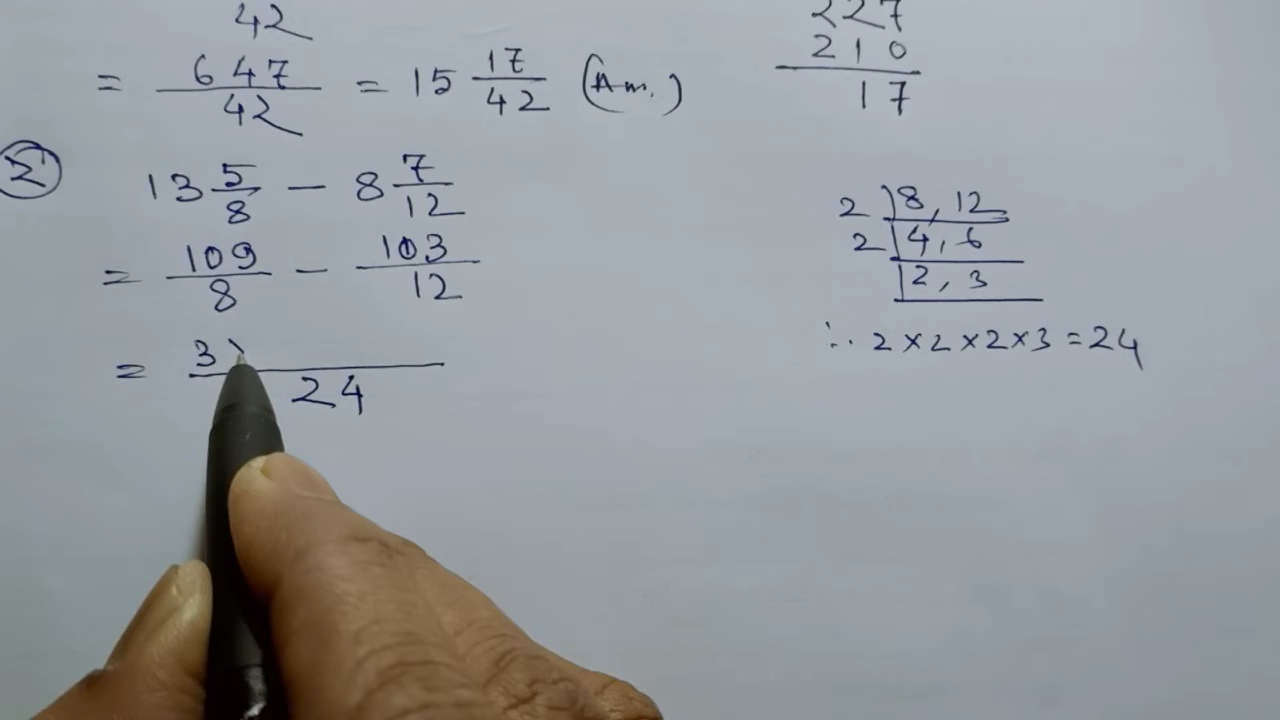 42
= 647/42 = 15 17/42 (Ans.)
227
210
17
2 13 5/8 - 8 7/12
= 109/8 - 103/12
= 3 /24
2 | 8, 12
2 | 4, 6
| 2, 3
∴ 2×2×2×3 = 24